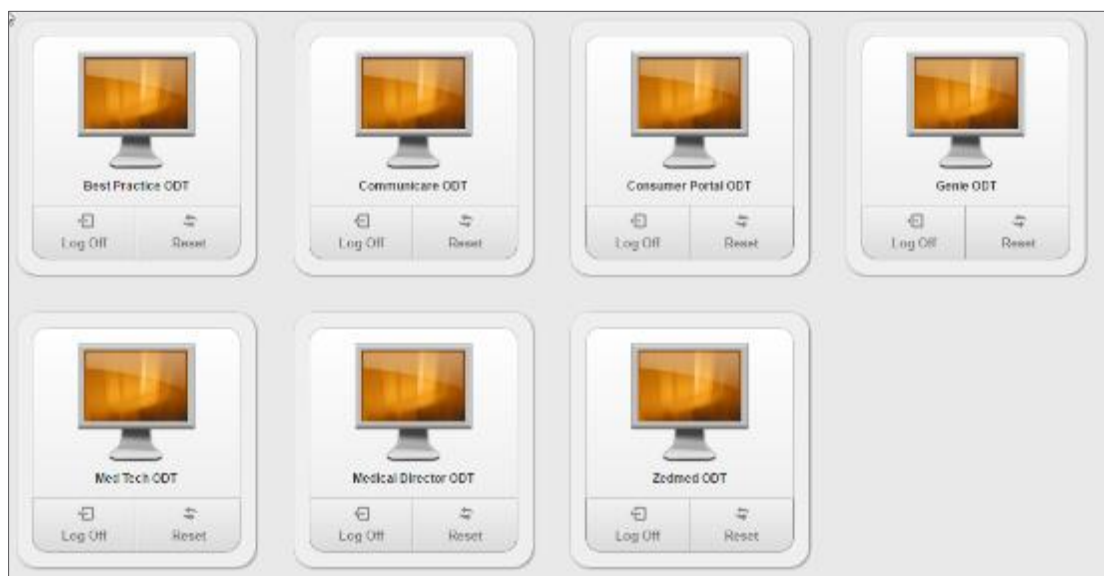 Best Practice ODT
Communicare ODT
Consumer Portal ODT
Genie ODT
Log Off Reset
Log Off Reset
Log Off Reset
Log Off Reset
Med Tech ODT
Medical Director ODT
Zedmed ODT
Log Off Reset
Log Off Reset
Log Off Reset